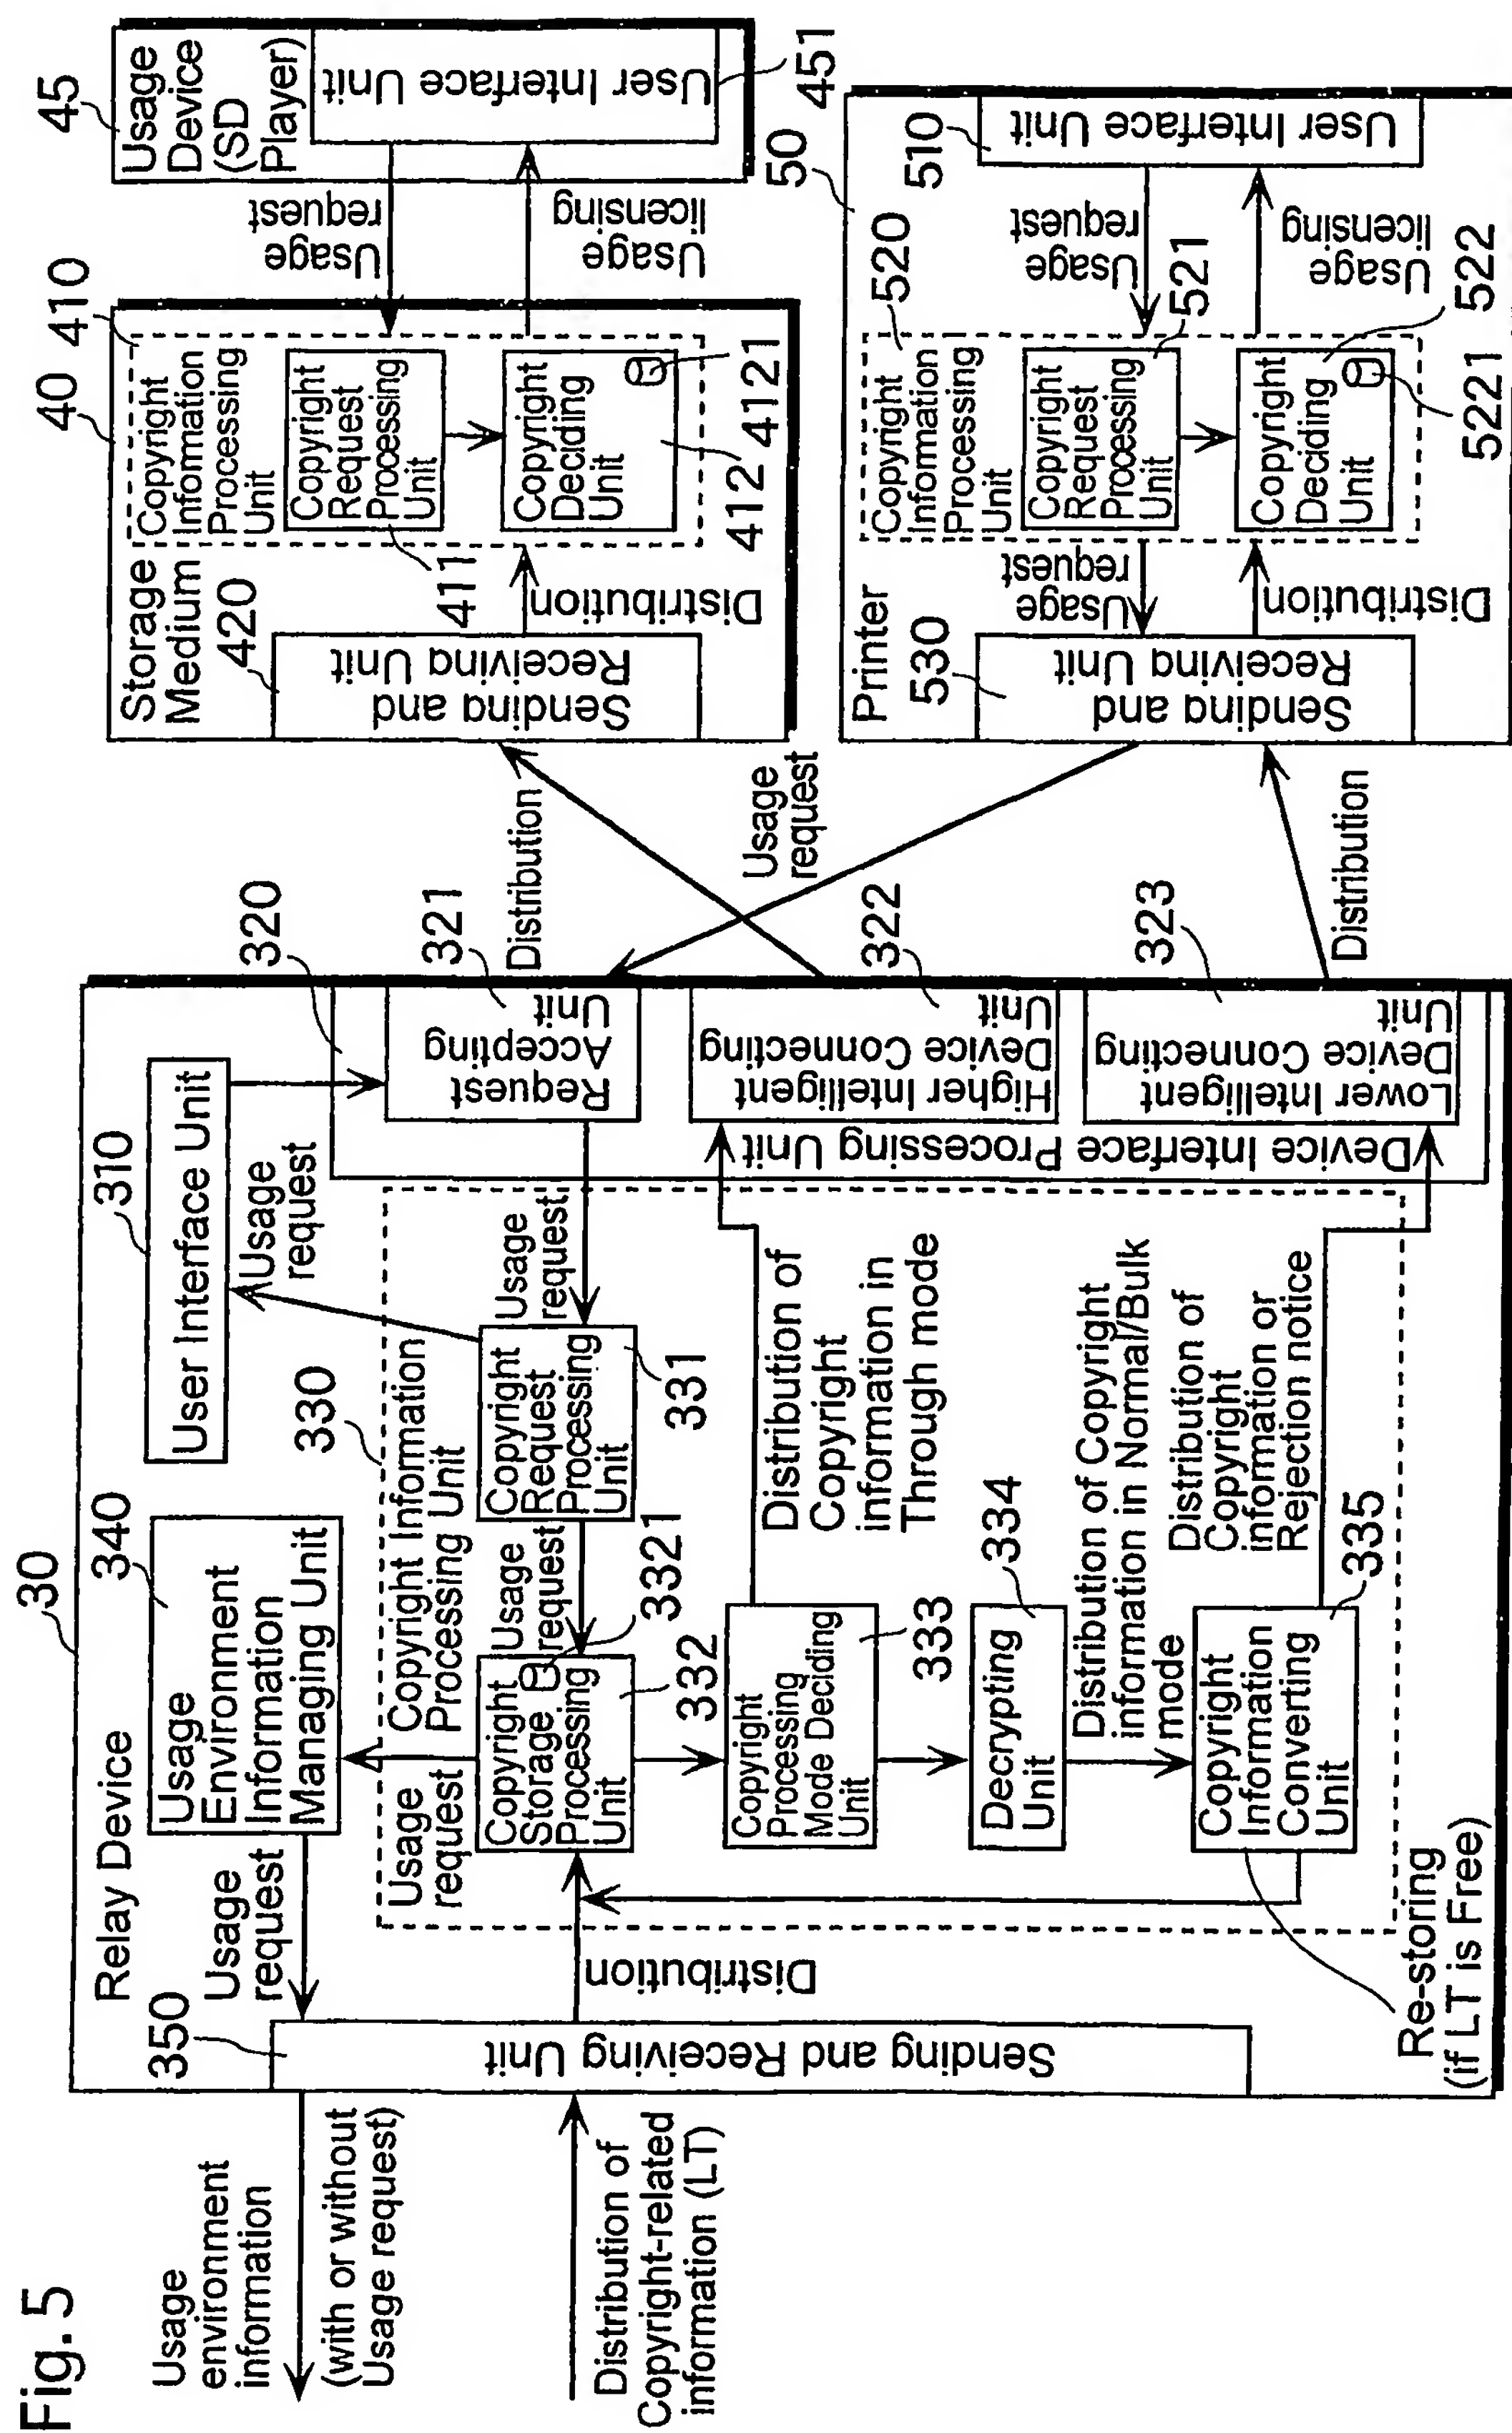 Fig. 5
Usage
environment
information
(with or without
Usage request)
Distribution of
Copyright-related
information (LT)
30
Relay Device
350
Sending and Receiving Unit
Usage
request
Distribution
340
Usage
Environment
Information
Managing Unit
310
User Interface Unit
Usage
request
330
Copyright Information
Processing Unit
Usage
request
Copyright
Storage
Processing
Unit
3321
332
Usage
request
Copyright
Request
Processing
Unit
331
Usage
request
Copyright
Processing
Mode Deciding
Unit
333
Distribution of
Copyright
information in
Through mode
Decrypting
Unit
334
Distribution of Copyright
information in Normal/Bulk
mode
Copyright
Information
Converting
Unit
335
Distribution of
Copyright
information or
Rejection notice
Re-storing
(if LT is Free)
320
Device Interface Processing Unit
321
Request
Accepting
Unit
322
Higher Intelligent
Device Connecting
Unit
323
Lower Intelligent
Device Connecting
Unit
Distribution
Usage
request
Distribution
40
Storage
Medium
420
Sending and
Receiving Unit
Distribution
410
Copyright
Information
Processing
Unit
Copyright
Request
Processing
Unit
411
Copyright
Deciding
Unit
412
4121
Usage
request
Usage
licensing
45
Usage
Device
(SD
Player)
User Interface Unit
451
50
Printer
530
Sending and
Receiving Unit
Usage
request
Distribution
520
Copyright
Information
Processing
Unit
Copyright
Request
Processing
Unit
521
Copyright
Deciding
Unit
522
5221
Usage
request
Usage
licensing
510
User Interface Unit